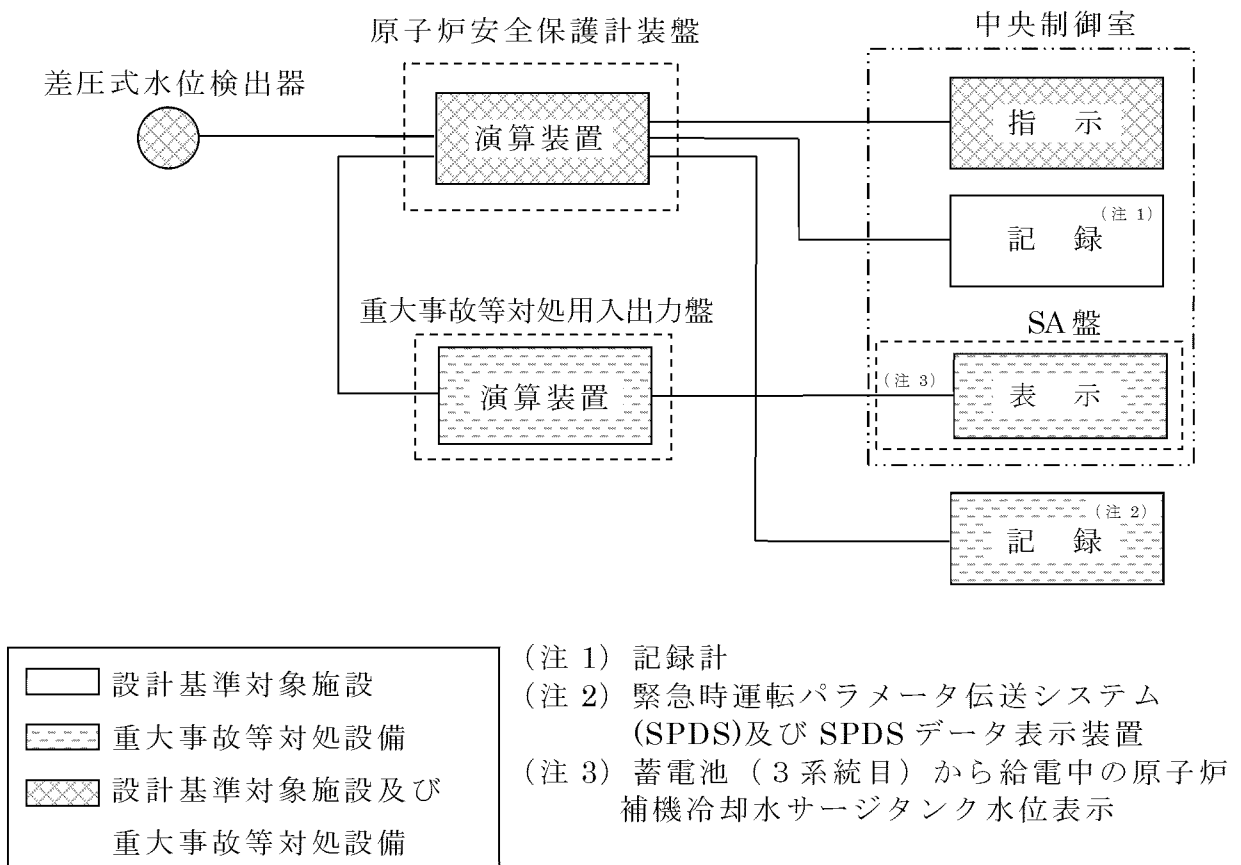 原子炉安全保護計装盤
中央制御室
差圧式水位検出器
演算装置
指 示
記 録
(注 1)
重大事故等対処用入出力盤
SA 盤
演算装置
(注 3)
表 示
(注 2)
記 録
設計基準対象施設
重大事故等対処設備
設計基準対象施設及び
重大事故等対処設備
(注 1) 記録計
(注 2) 緊急時運転パラメータ伝送システム
(SPDS)及び SPDS データ表示装置
(注 3) 蓄電池（３系統目）から給電中の原子炉
補機冷却水サージタンク水位表示